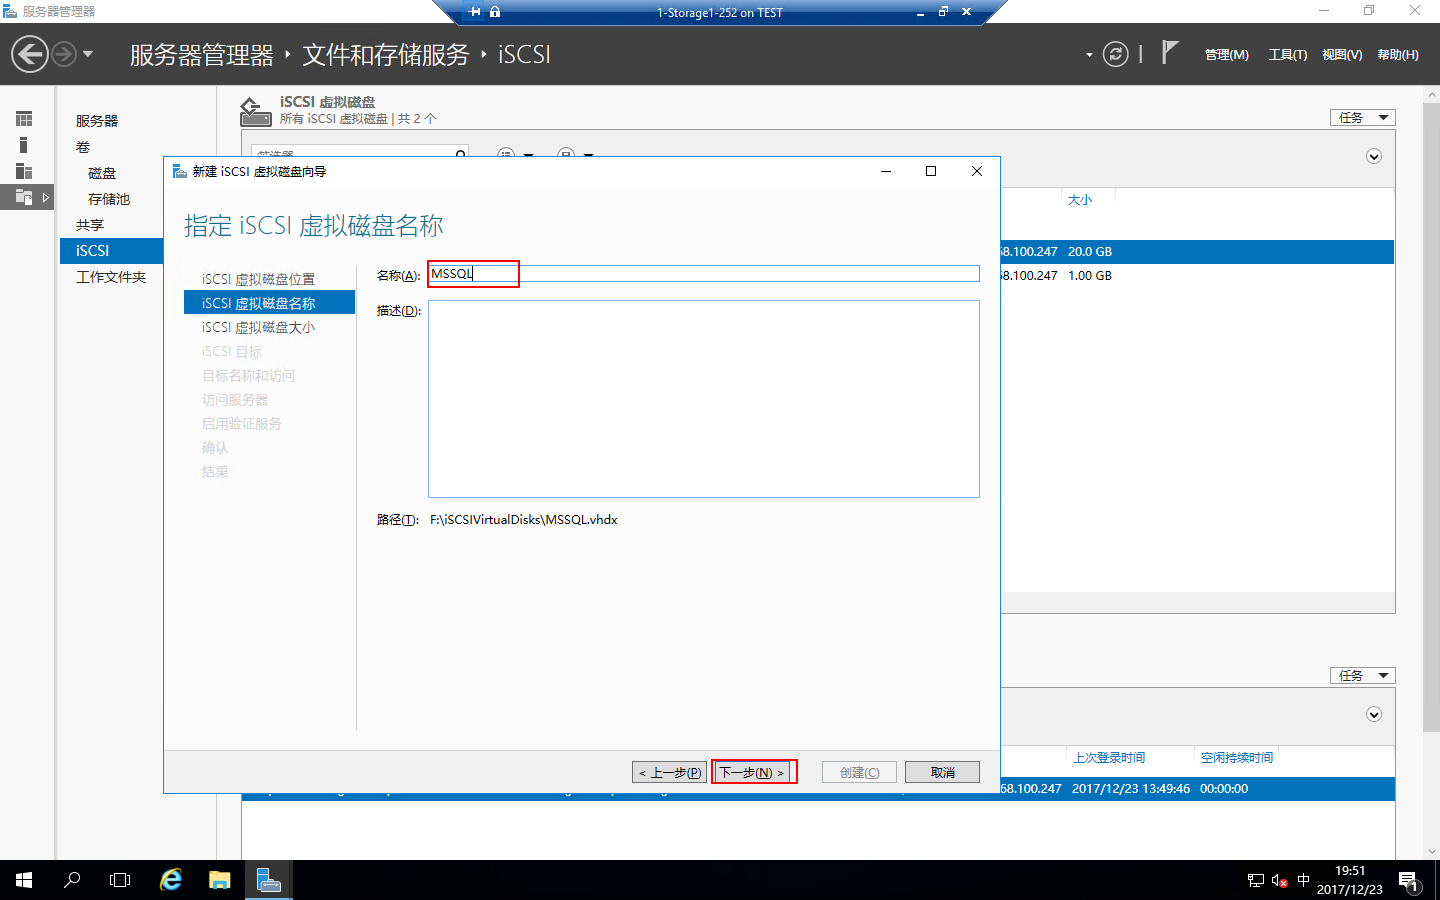 服务器管理器
1-Storage1-252 on TEST
服务器管理器 ‣ 文件和存储服务 ‣ iSCSI
管理(M) 工具(T) 视图(V) 帮助(H)
服务器
卷
磁盘
存储池
共享
iSCSI
工作文件夹
iSCSI 虚拟磁盘
所有 iSCSI 虚拟磁盘 | 共 2 个
任务
大小
8.100.247 20.0 GB
8.100.247 1.00 GB
新建 iSCSI 虚拟磁盘向导
指定 iSCSI 虚拟磁盘名称
iSCSI 虚拟磁盘位置
iSCSI 虚拟磁盘名称
iSCSI 虚拟磁盘大小
iSCSI 目标
目标名称和访问
访问服务器
启用验证服务
确认
结果
名称(A): MSSQL
描述(D):
路径(T): F:\iSCSIVirtualDisks\MSSQL.vhdx
< 上一步(P) 下一步(N) > 创建(C) 取消
任务
上次登录时间 空闲持续时间
68.100.247 2017/12/23 13:49:46 00:00:00
中
19:51
2017/12/23
1